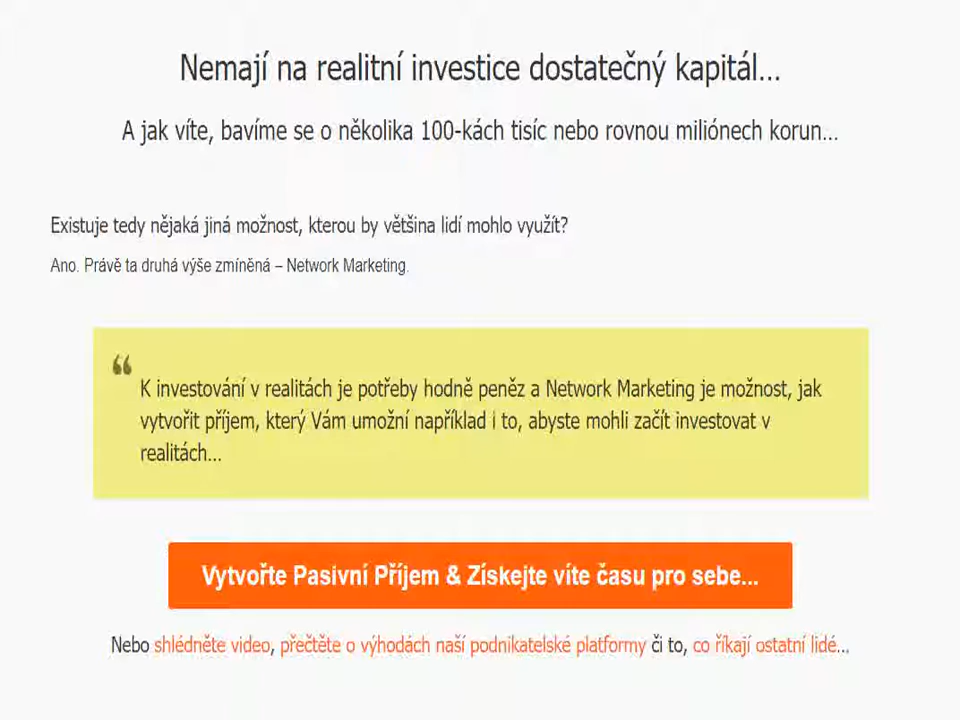 Nemají na realitní investice dostatečný kapitál...
A jak víte, bavíme se o několika 100-kách tisíc nebo rovnou miliónech korun...
Existuje tedy nějaká jiná možnost, kterou by většina lidí mohlo využít?
Ano. Právě ta druhá výše zmíněná – Network Marketing.
“
K investování v realitách je potřeby hodně peněz a Network Marketing je možnost, jak
vytvořit příjem, který Vám umožní například i to, abyste mohli začít investovat v
realitách...
Vytvořte Pasivní Příjem & Získejte víte času pro sebe...
Nebo shlédněte video, přečtěte o výhodách naší podnikatelské platformy či to, co říkají ostatní lidé...